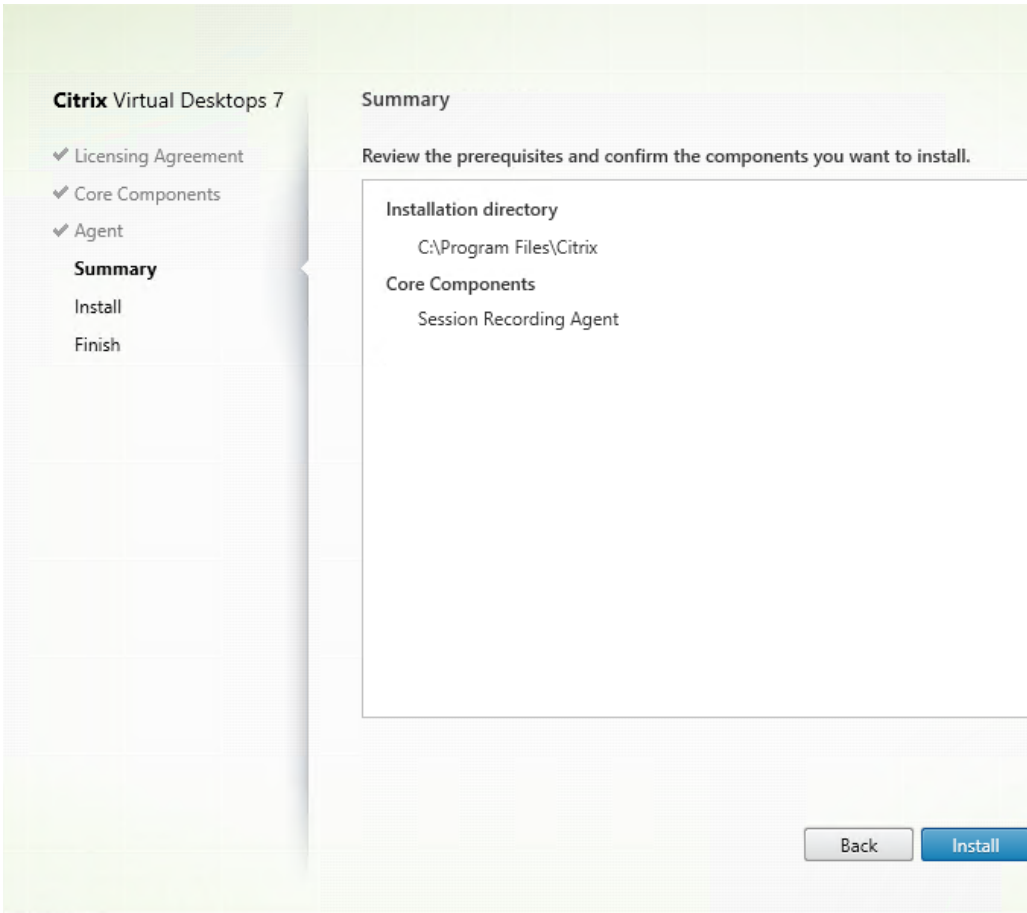 Citrix Virtual Desktops 7
Licensing Agreement
Core Components
Agent
Summary
Install
Finish
Summary
Review the prerequisites and confirm the components you want to install.
Installation directory
C:\Program Files\Citrix
Core Components
Session Recording Agent
Back
Install